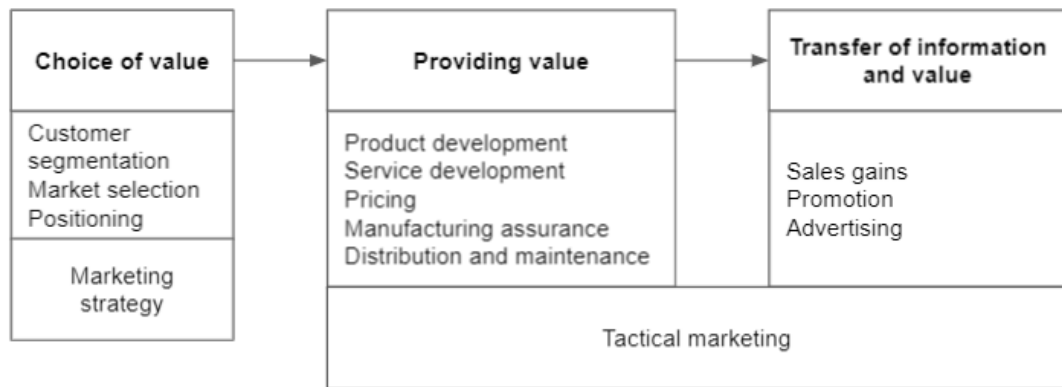 Choice of value
Customer
segmentation
Market selection
Positioning
Marketing
strategy
Providing value
Product development
Service development
Pricing
Manufacturing assurance
Distribution and maintenance
Transfer of information
and value
Sales gains
Promotion
Advertising
Tactical marketing